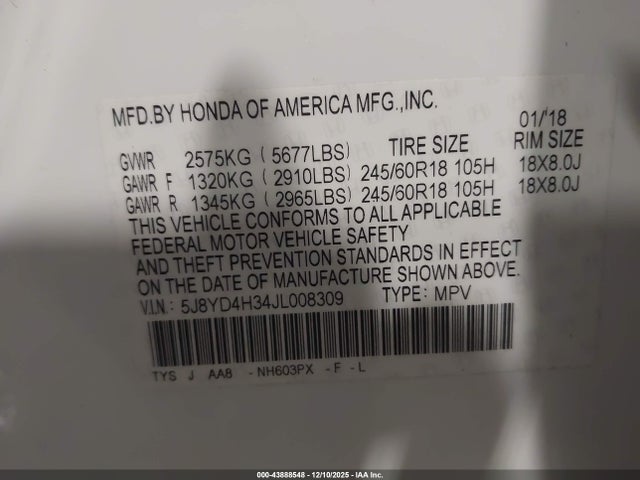 MFD.BY HONDA OF AMERICA MFG.,INC.
01/'18
TIRE SIZE RIM SIZE
GVWR 2575KG ( 5677LBS)
GAWR F 1320KG ( 2910LBS) 245/60R18 105H 18X8.0J
GAWR R 1345KG ( 2965LBS) 245/60R18 105H 18X8.0J
THIS VEHICLE CONFORMS TO ALL APPLICABLE
FEDERAL MOTOR VEHICLE SAFETY
AND THEFT PREVENTION STANDARDS IN EFFECT
ON THE DATE OF MANUFACTURE SHOWN ABOVE.
V.I.N.: 5J8YD4H34JL008309 TYPE: MPV
TYS J AA8 - NH603PX - F - L
000-43888548 - 12/10/2025 - IAA Inc.